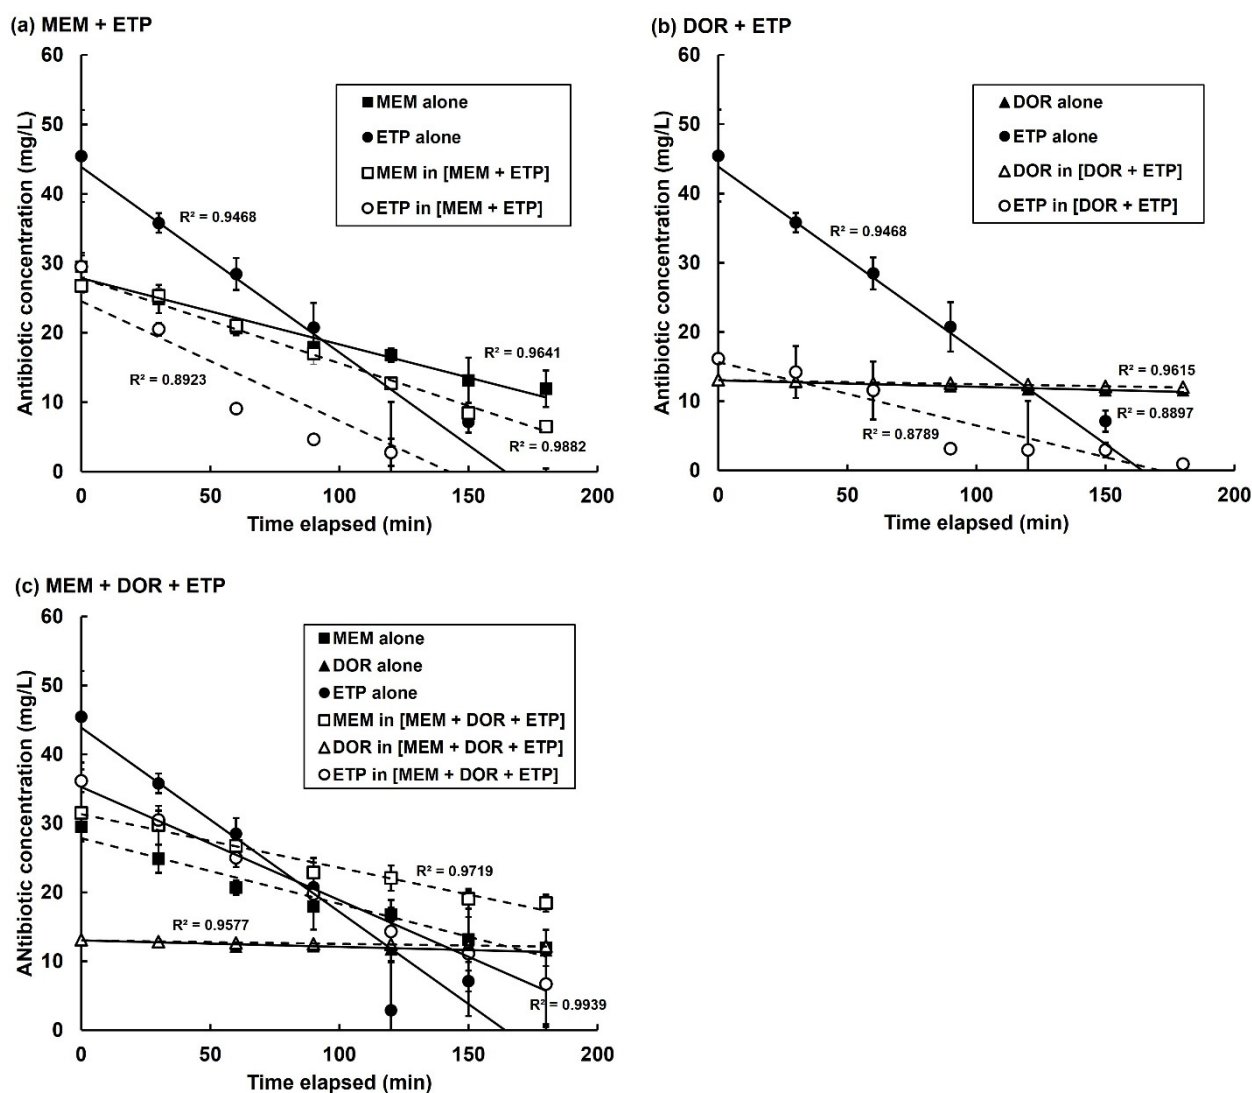 (a) MEM + ETP
60
50
40
30
20
10
0
Antibiotic concentration (mg/L)
MEM alone
ETP alone
MEM in [MEM + ETP]
ETP in [MEM + ETP]
R² = 0.9468
R² = 0.9641
R² = 0.8923
R² = 0.9882
0 50 100 150 200
Time elapsed (min)
(b) DOR + ETP
60
50
40
30
20
10
0
Antibiotic concentration (mg/L)
DOR alone
ETP alone
DOR in [DOR + ETP]
ETP in [DOR + ETP]
R² = 0.9468
R² = 0.9615
R² = 0.8897
R² = 0.8789
0 50 100 150 200
Time elapsed (min)
(c) MEM + DOR + ETP
60
50
40
30
20
10
0
ANtibiotic concentration (mg/L)
MEM alone
DOR alone
ETP alone
MEM in [MEM + DOR + ETP]
DOR in [MEM + DOR + ETP]
ETP in [MEM + DOR + ETP]
R² = 0.9719
R² = 0.9577
R² = 0.9939
0 50 100 150 200
Time elapsed (min)